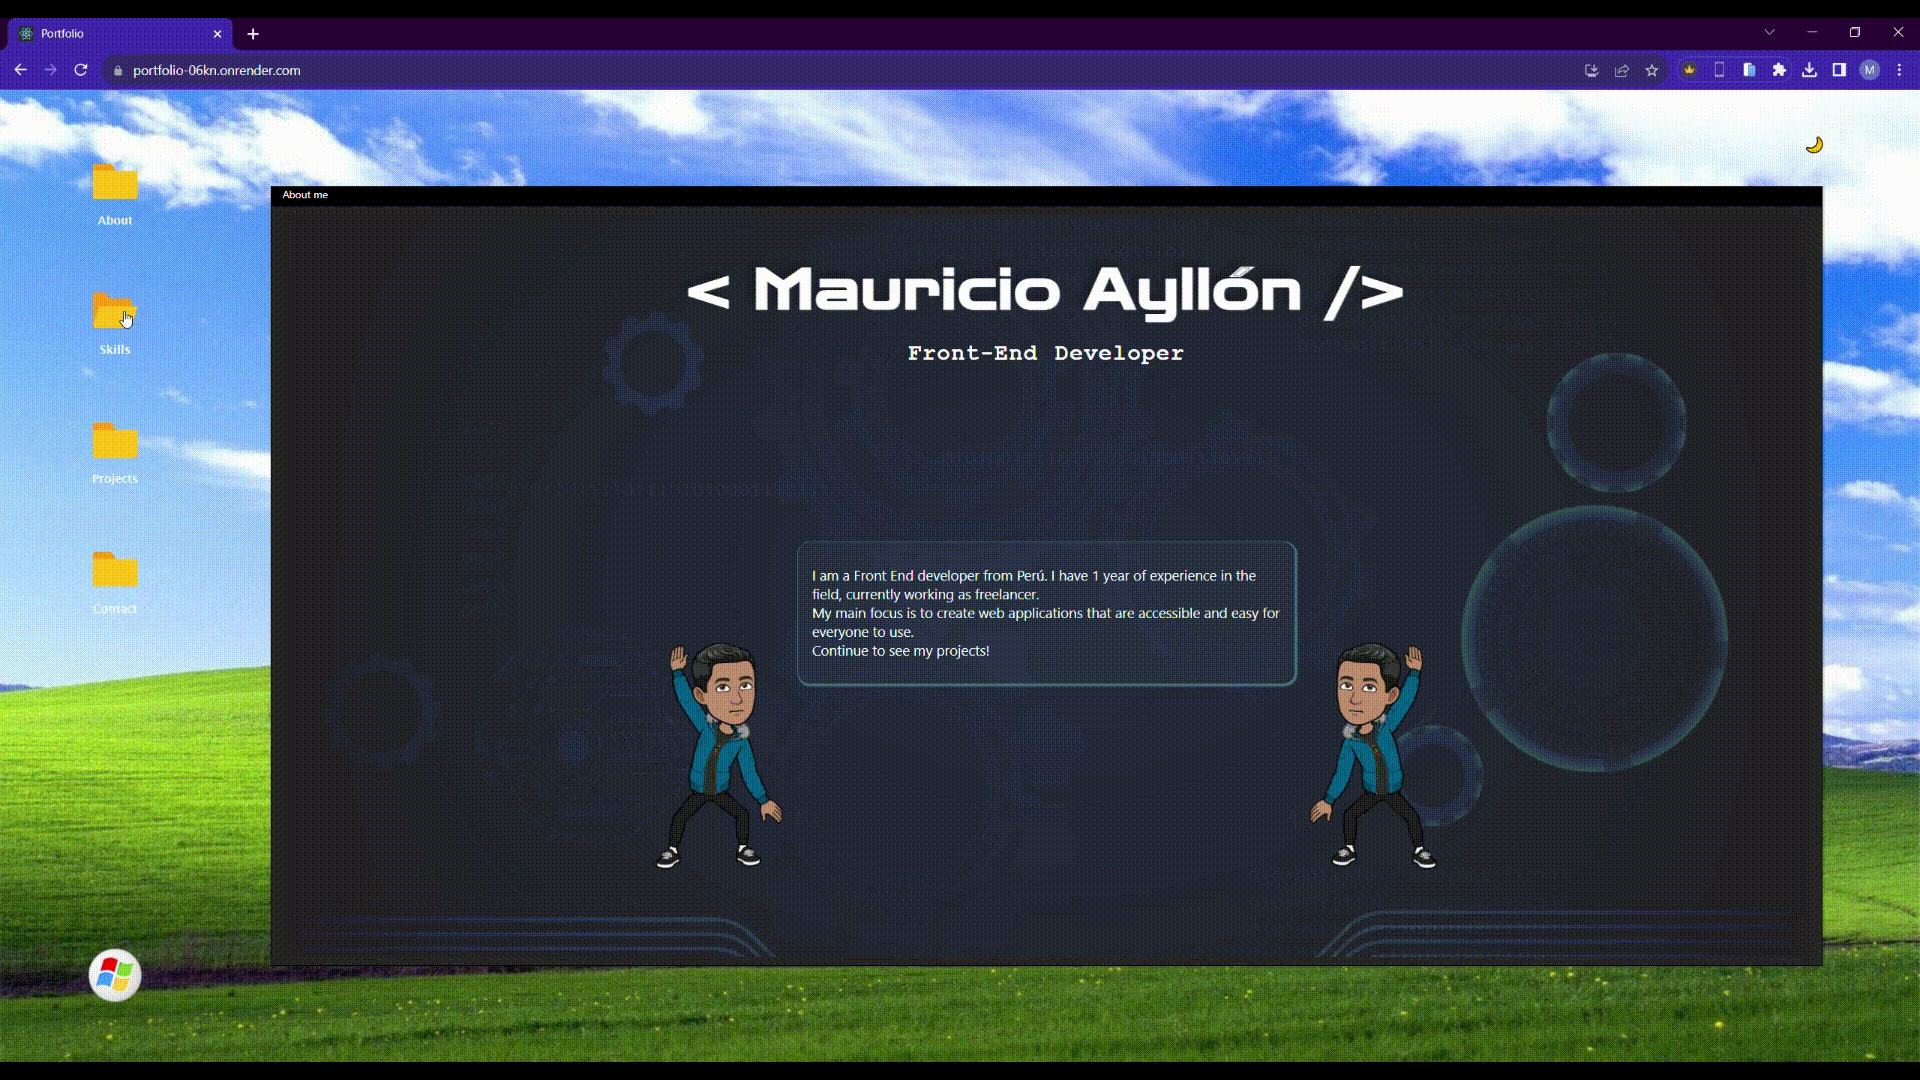 Portfolio
portfolio-06kn.onrender.com
M
About
Skills
Projects
Contact
About me
< Mauricio Ayllón />
Front-End Developer
I am a Front End developer from Perú. I have 1 year of experience in the
field, currently working as freelancer.
My main focus is to create web applications that are accessible and easy for
everyone to use.
Continue to see my projects!